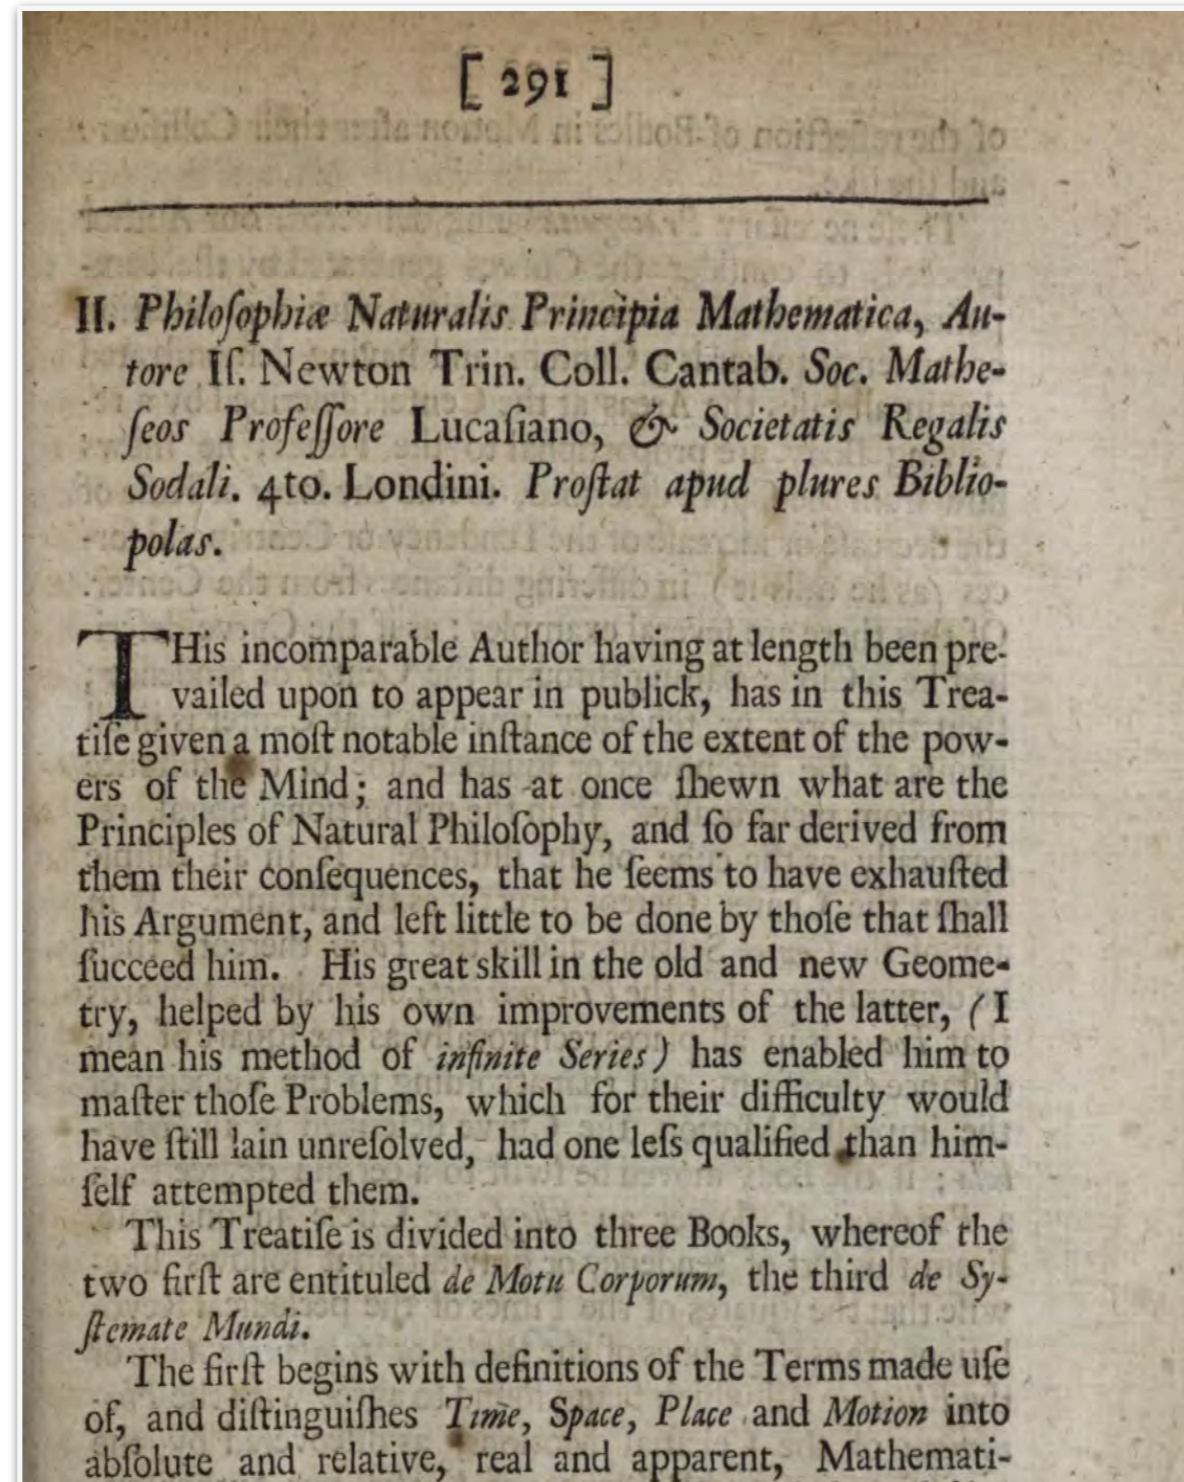 [ 291 ]
II. Philoſophiæ Naturalis Principia Mathematica, Au-
tore Iſ. Newton Trin. Coll. Cantab. Soc. Mathe-
ſeos Profeſſore Lucaſiano, & Societatis Regalis
Sodali. 4to. Londini. Proſtat apud plures Biblio-
polas.
THis incomparable Author having at length been pre-
vailed upon to appear in publick, has in this Trea-
tiſe given a moſt notable inſtance of the extent of the pow-
ers of the Mind; and has at once ſhewn what are the
Principles of Natural Philoſophy, and ſo far derived from
them their conſequences, that he ſeems to have exhauſted
his Argument, and left little to be done by thoſe that ſhall
ſucceed him. His great skill in the old and new Geome-
try, helped by his own improvements of the latter, (I
mean his method of infinite Series) has enabled him to
maſter thoſe Problems, which for their difficulty would
have ſtill lain unreſolved, had one leſs qualified than him-
ſelf attempted them.
This Treatiſe is divided into three Books, whereof the
two firſt are entituled de Motu Corporum, the third de Sy-
ſtemate Mundi.
The firſt begins with definitions of the Terms made uſe
of, and diſtinguiſhes Time, Space, Place and Motion into
abſolute and relative, real and apparent, Mathemati-